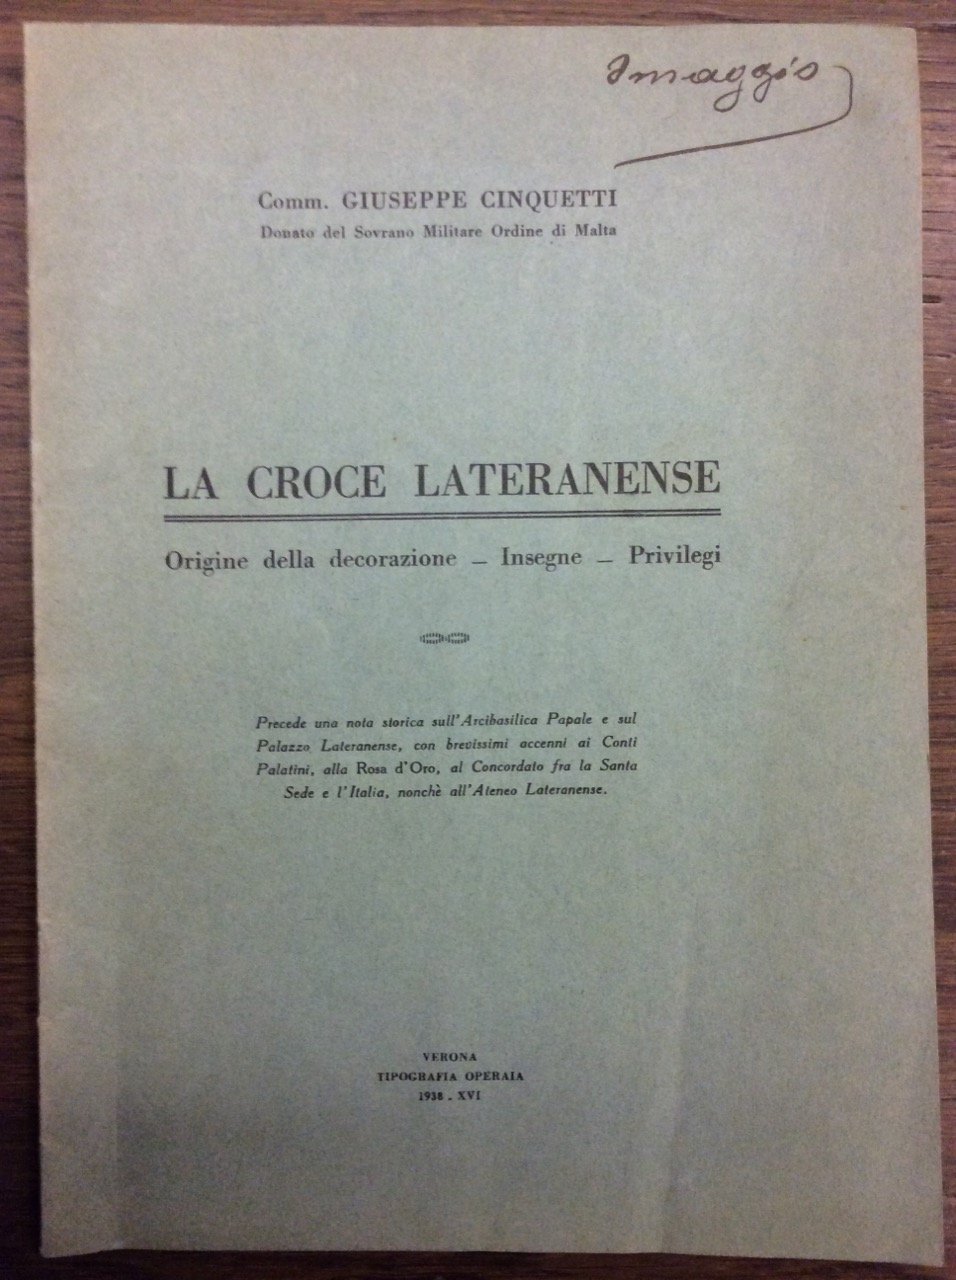 Omaggio
Comm. GIUSEPPE CINQUETTI
Donato del Sovrano Militare Ordine di Malta
LA CROCE LATERANENSE
Origine della decorazione - Insegne - Privilegi
Precede una nota storica sull'Arcibasilica Papale e sul
Palazzo Lateranense, con brevissimi accenni ai Conti
Palatini, alla Rosa d'Oro, al Concordato fra la Santa
Sede e l'Italia, nonchè all'Ateneo Lateranense.
VERONA
TIPOGRAFIA OPERAIA
1938 . XVI